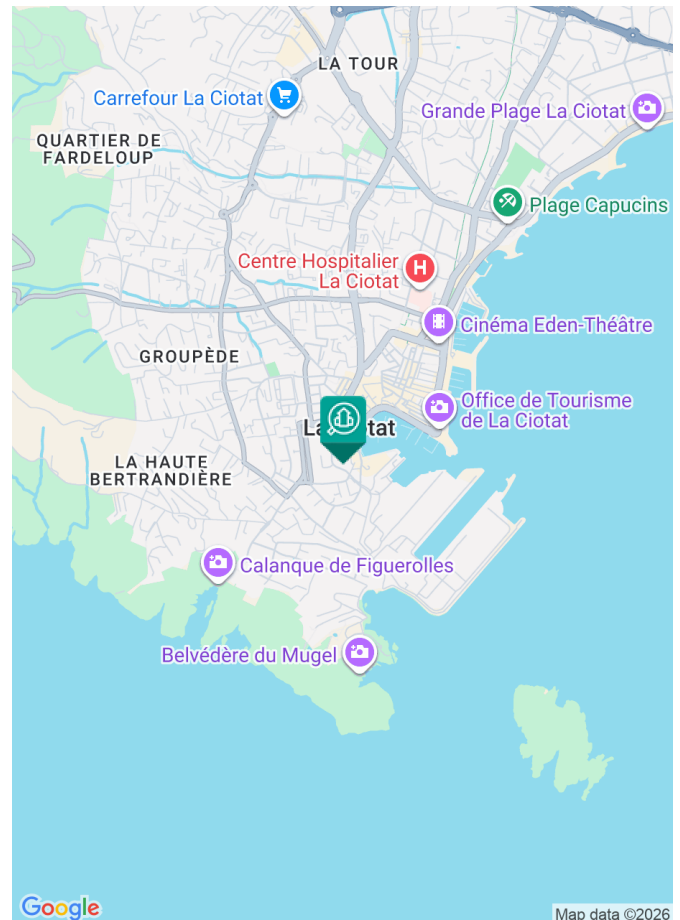 LA TOUR
Carrefour La Ciotat
Grande Plage La Ciotat
QUARTIER DE
FARDELOUP
Plage Capucins
Centre Hospitalier
La Ciotat
H
Cinéma Eden-Théâtre
GROUPÈDE
Office de Tourisme
de La Ciotat
La
tat
LA HAUTE
BERTRANDIÈRE
Calanque de Figuerolles
Belvédère du Mugel
Google
Map data ©2026